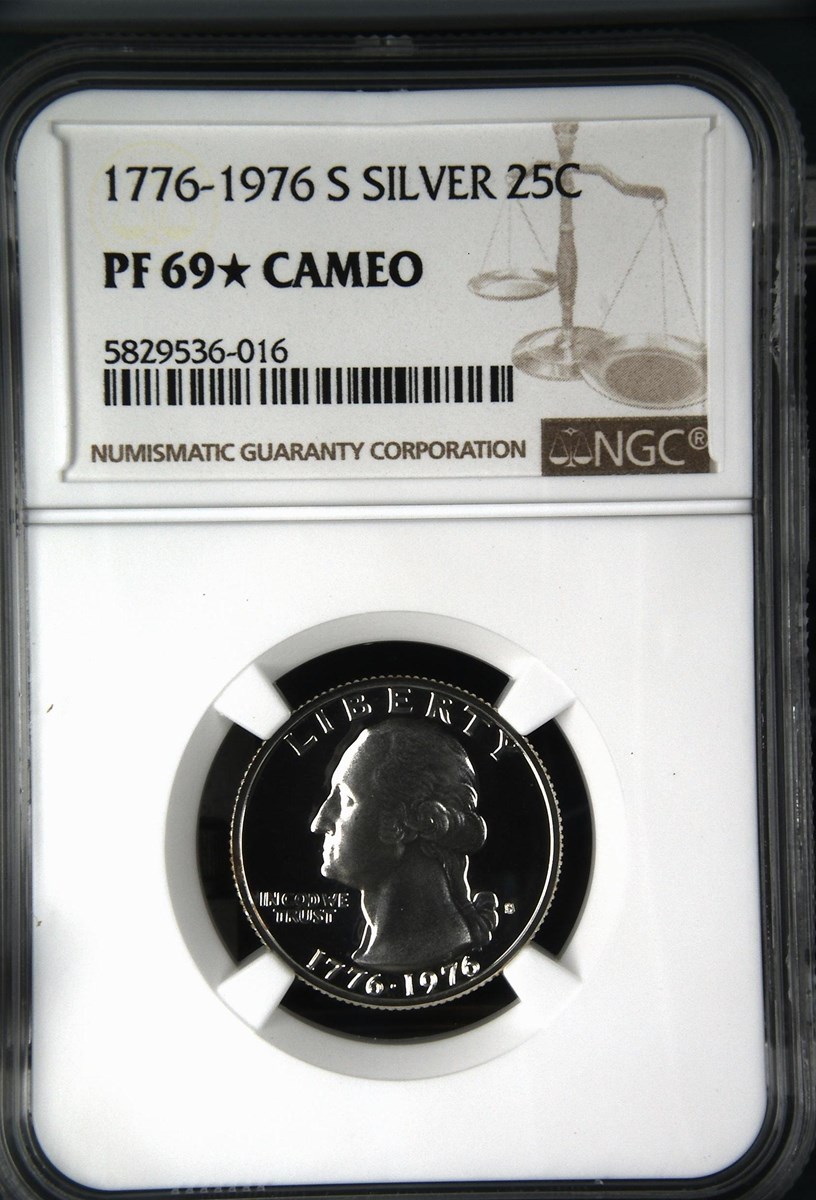 1776-1976 S SILVER 25C
PF 69★ CAMEO
5829536-016
NUMISMATIC GUARANTY CORPORATION
NGC®
LIBERTY
IN GOD WE
TRUST
S
1776-1976